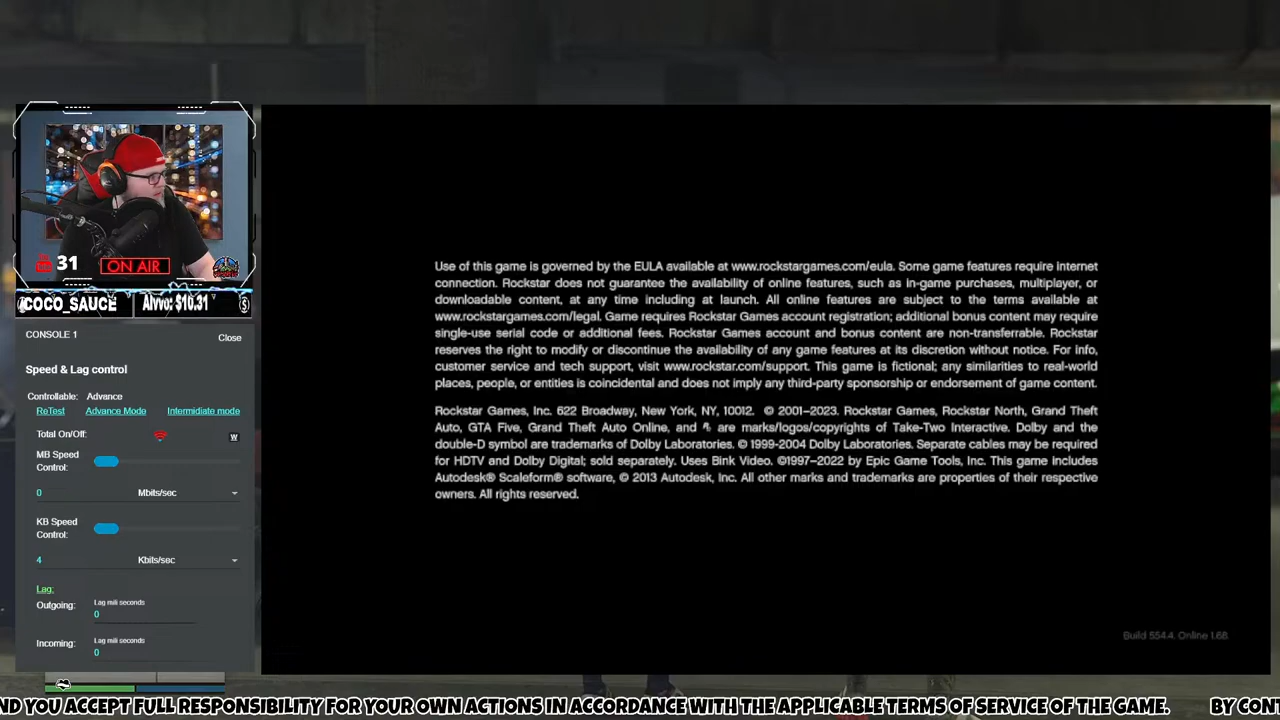 31
ON AIR
COCO_SAUCE
Alvvo: $10.31
CONSOLE 1
Close
Speed & Lag control
Controllable: Advance
ReTest Advance Mode Intermidiate mode
Total On/Off:
W
MB Speed
Control:
0 Mbits/sec
KB Speed
Control:
4 Kbits/sec
Lag:
Outgoing: Lag mili seconds
0
Incoming: Lag mili seconds
0
Use of this game is governed by the EULA available at www.rockstargames.com/eula. Some game features require internet
connection. Rockstar does not guarantee the availability of online features, such as in-game purchases, multiplayer, or
downloadable content, at any time including at launch. All online features are subject to the terms available at
www.rockstargames.com/legal. Game requires Rockstar Games account registration; additional bonus content may require
single-use serial code or additional fees. Rockstar Games account and bonus content are non-transferrable. Rockstar
reserves the right to modify or discontinue the availability of any game features at its discretion without notice. For info,
customer service and tech support, visit www.rockstar.com/support. This game is fictional; any similarities to real-world
places, people, or entities is coincidental and does not imply any third-party sponsorship or endorsement of game content.
Rockstar Games, Inc. 622 Broadway, New York, NY, 10012. © 2001-2023. Rockstar Games, Rockstar North, Grand Theft
Auto, GTA Five, Grand Theft Auto Online, and are marks/logos/copyrights of Take-Two Interactive. Dolby and the
double-D symbol are trademarks of Dolby Laboratories. © 1999-2004 Dolby Laboratories. Separate cables may be required
for HDTV and Dolby Digital; sold separately. Uses Bink Video. ©1997-2022 by Epic Game Tools, Inc. This game includes
Autodesk® Scaleform® software, © 2013 Autodesk, Inc. All other marks and trademarks are properties of their respective
owners. All rights reserved.
Build 554.4. Online 1.68
ND YOU ACCEPT FULL RESPONSIBILITY FOR YOUR OWN ACTIONS IN ACCORDANCE WITH THE APPLICABLE TERMS OF SERVICE OF THE GAME. BY CONT